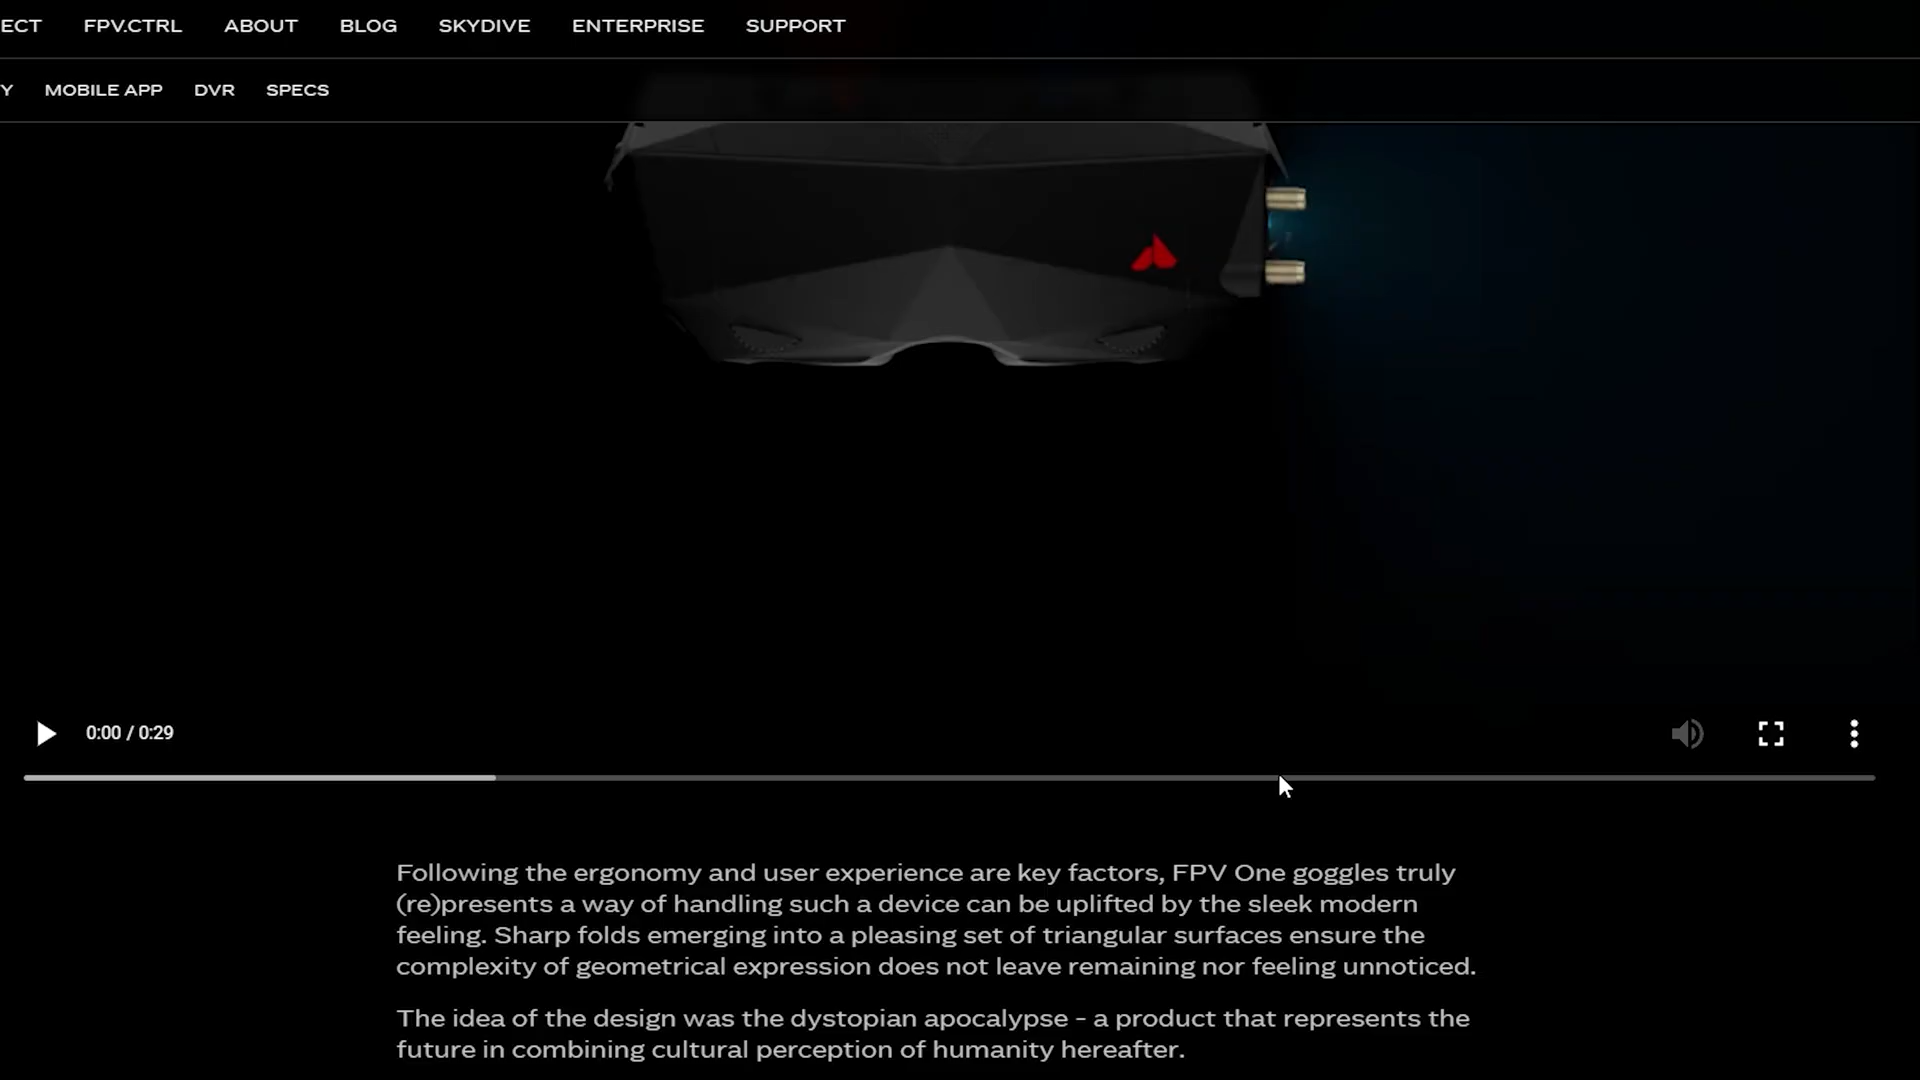 ECT FPV.CTRL ABOUT BLOG SKYDIVE ENTERPRISE SUPPORT
Y MOBILE APP DVR SPECS
0:00 / 0:29
Following the ergonomy and user experience are key factors, FPV One goggles truly
(re)presents a way of handling such a device can be uplifted by the sleek modern
feeling. Sharp folds emerging into a pleasing set of triangular surfaces ensure the
complexity of geometrical expression does not leave remaining nor feeling unnoticed.
The idea of the design was the dystopian apocalypse - a product that represents the
future in combining cultural perception of humanity hereafter.